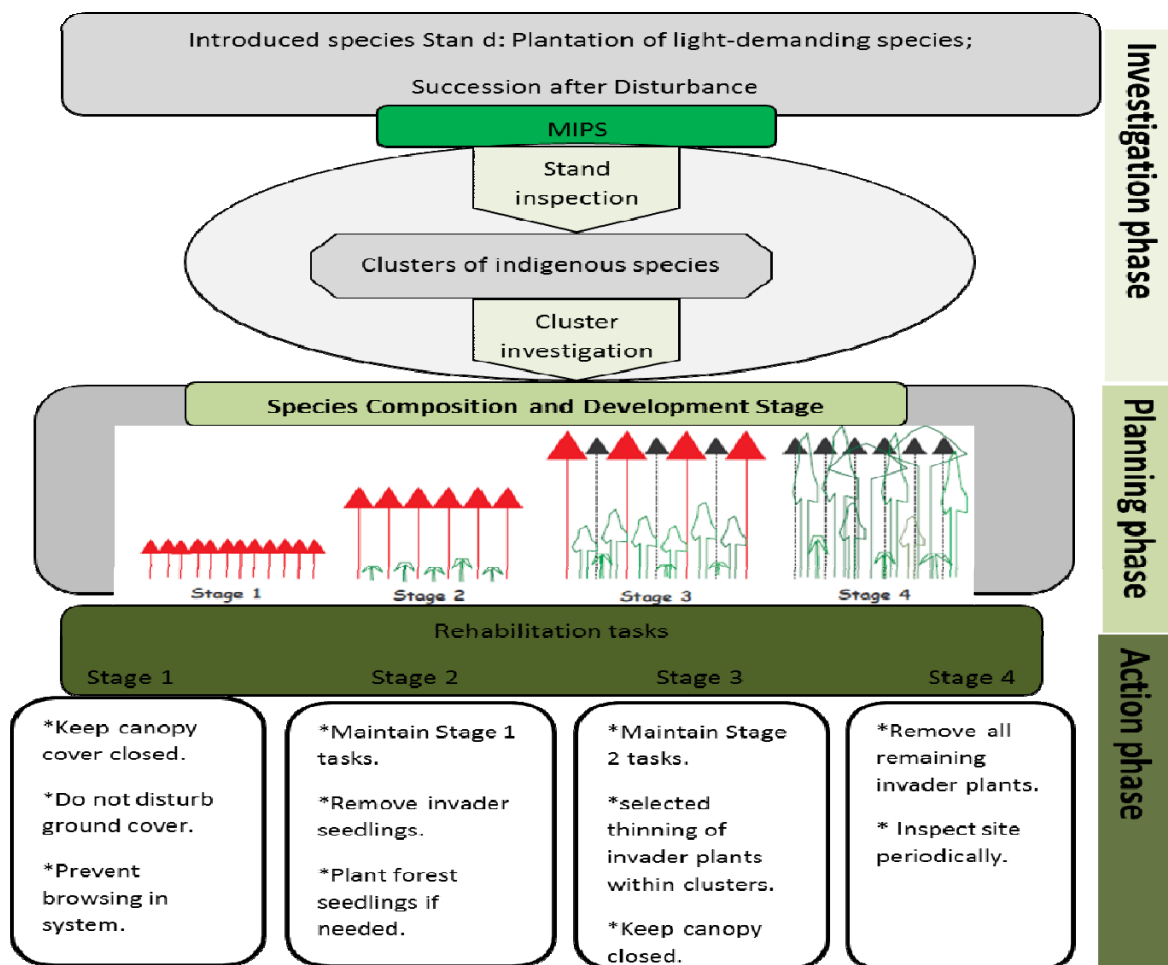 Introduced species Stan d: Plantation of light-demanding species;
Succession after Disturbance
MIPS
Stand
inspection
Clusters of indigenous species
Cluster
investigation
Investigation phase
Species Composition and Development Stage
Stage 1
Stage 2
Stage 3
Stage 4
Planning phase
Rehabilitation tasks
Stage 1
Stage 2
Stage 3
Stage 4
*Keep canopy
cover closed.
*Do not disturb
ground cover.
*Prevent
browsing in
system.
*Maintain Stage 1
tasks.
*Remove invader
seedlings.
*Plant forest
seedlings if
needed.
*Maintain Stage
2 tasks.
*selected
thinning of
invader plants
within clusters.
*Keep canopy
closed.
*Remove all
remaining
invader plants.
* Inspect site
periodically.
Action phase